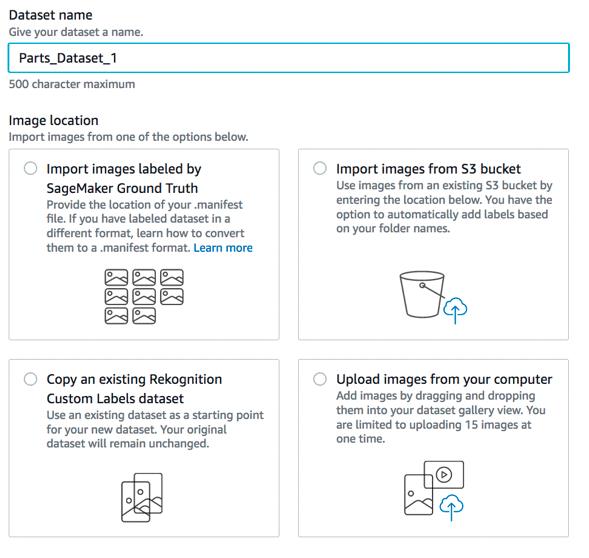 Dataset name
Give your dataset a name.
Parts_Dataset_1
500 character maximum
Image location
Import images from one of the options below.
Import images labeled by
SageMaker Ground Truth
Provide the location of your .manifest
file. If you have labeled dataset in a
different format, learn how to convert
them to a .manifest format. Learn more
Import images from S3 bucket
Use images from an existing S3 bucket by
entering the location below. You have the
option to automatically add labels based
on your folder names.
Copy an existing Rekognition
Custom Labels dataset
Use an existing dataset as a starting point
for your new dataset. Your original
dataset will remain unchanged.
Upload images from your computer
Add images by dragging and dropping
them into your dataset gallery view. You
are limited to uploading 15 images at
one time.